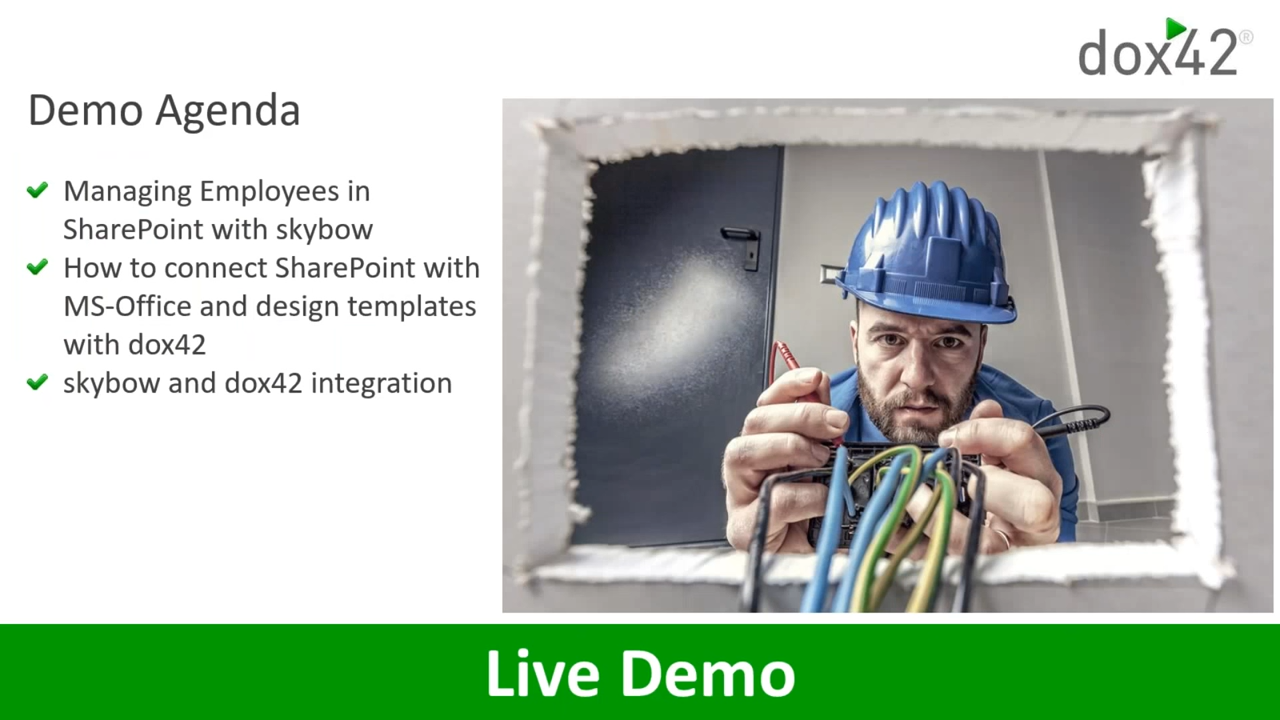 dox42®
Demo Agenda
Managing Employees in
SharePoint with skybow
How to connect SharePoint with
MS-Office and design templates
with dox42
skybow and dox42 integration
Live Demo